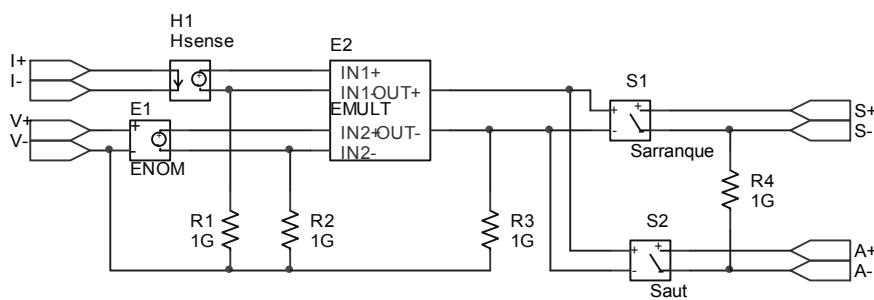 H1
Hsense
E2
I+
I-
IN1+
IN1-OUT+
EMULT
IN2+OUT-
IN2-
E1
V+
V-
+
-
ENOM
S1
+ +
- -
Sarranque
S+
S-
R1
1G
R2
1G
R3
1G
R4
1G
S2
+ +
- -
Saut
A+
A-